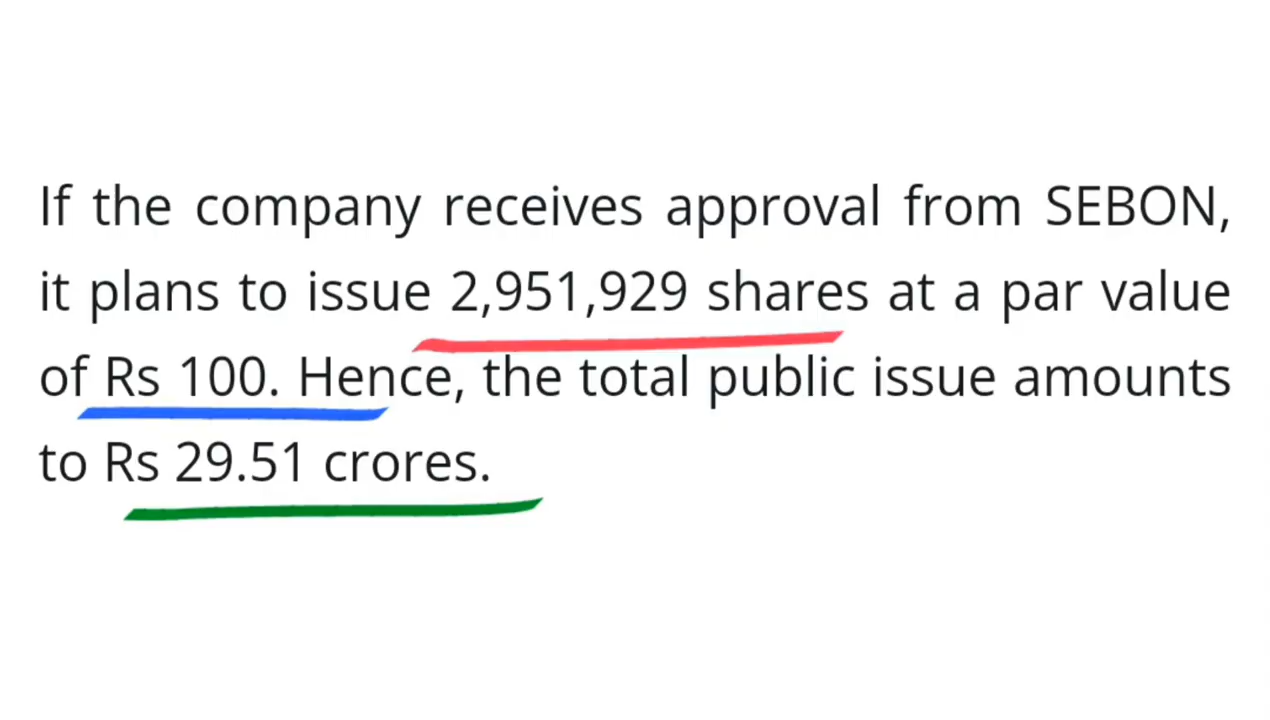 If the company receives approval from SEBON,
it plans to issue 2,951,929 shares at a par value
of Rs 100. Hence, the total public issue amounts
to Rs 29.51 crores.